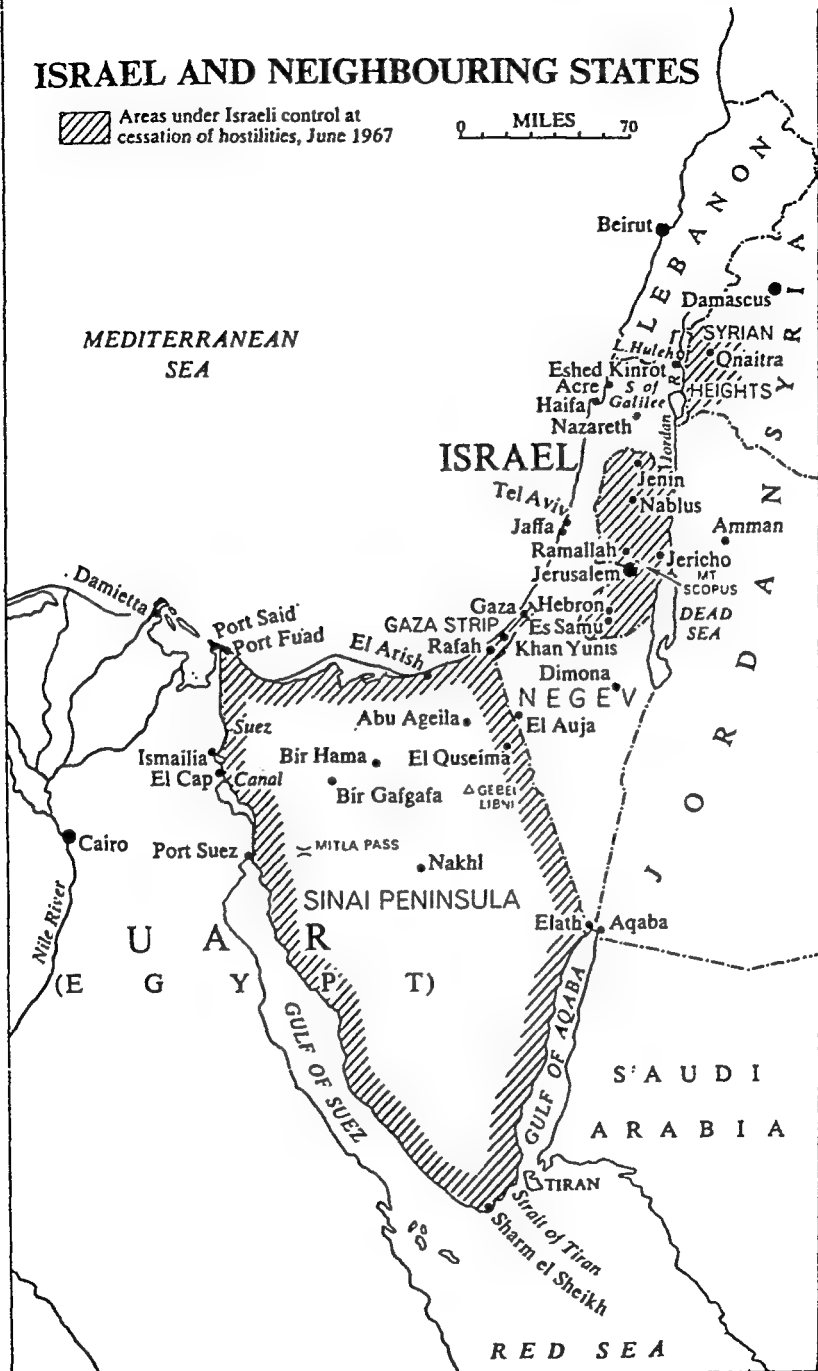 ISRAEL AND NEIGHBOURING STATES
Areas under Israeli control at
cessation of hostilities, June 1967
0 MILES 70
LEBANON
Beirut
SYRIA
Damascus
MEDITERRANEAN
SEA
SYRIAN
HEIGHTS
L. Huleh
Qnaitra
Eshed Kinrot
Acre
S of
Galilee
Haifa
Nazareth
R Jordan
ISRAEL
Jenin
Nablus
Tel Aviv
Jaffa
Amman
Ramallah
Jericho
Jerusalem
MT
SCOPUS
DEAD
SEA
Gaza
Hebron
GAZA STRIP
Es Samu
Rafah
Khan Yunis
Dimona
NEGEV
JORDAN
Damietta
Port Said
Port Fuad
El Arish
Abu Ageila
El Auja
Suez
Canal
Ismailia
El Cap
Bir Hama
El Quseima
Bir Gafgafa
GEBEL
LIBNI
Cairo
Port Suez
MITLA PASS
Nakhl
SINAI PENINSULA
Nile River
Elath
Aqaba
U A R
(E G Y P T)
GULF OF SUEZ
GULF OF AQABA
S'AUDI
ARABIA
TIRAN
Strait of Tiran
Sharm el Sheikh
RED SEA